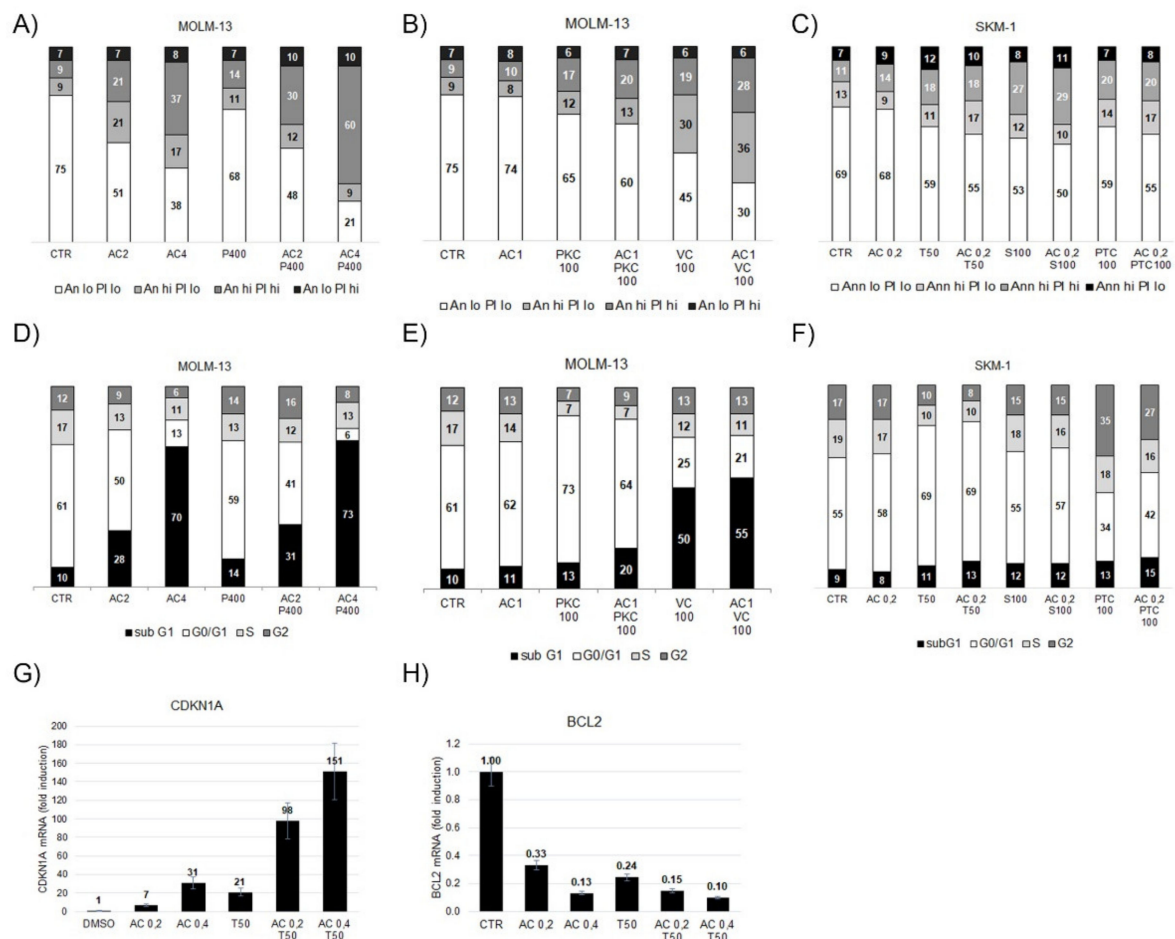 A)
MOLM-13
7 7 8 7 10 10
9 21 37 14 30 60
9 21 17 11 12 9
75 51 38 68 48 21
CTR AC2 AC4 P400 AC2 AC4
P400 P400
An lo PI lo An hi PI lo An hi PI hi An lo PI hi
B)
MOLM-13
7 8 6 7 6 6
9 10 17 20 19 28
9 8 12 13 30 36
75 74 65 60 45 30
CTR AC1 PKC AC1 VC AC1
100 PKC 100 VC
100 100
An lo PI lo An hi PI lo An hi PI hi An lo PI hi
C)
SKM-1
7 9 12 10 8 11 7 8
11 14 18 18 27 29 20 20
13 9 11 17 12 10 14 17
69 68 59 55 53 50 59 55
CTR AC 0,2 T50 AC 0,2 S100 AC 0,2 PTC AC 0,2
T50 S100 100 PTC100
Ann lo PI lo Ann hi PI lo Ann hi PI hi Ann hi PI lo
D)
MOLM-13
12 9 6 14 16 8
17 13 11 13 12 13
61 50 13 59 41 6
10 28 70 14 31 73
CTR AC2 AC4 P400 AC2 AC4
P400 P400
sub G1 G0/G1 S G2
E)
MOLM-13
12 13 7 9 13 13
17 14 7 7 12 11
61 62 73 64 25 21
10 11 13 20 50 55
CTR AC1 PKC AC1 VC AC1
100 PKC 100 VC
100 100
sub G1 G0/G1 S G2
F)
SKM-1
17 17 10 8 15 15 35 27
19 17 10 10 18 16 18 16
55 58 69 69 55 57 34 42
9 8 11 13 12 12 13 15
CTR AC 0,2 T50 AC 0,2 S100 AC 0,2 PTC AC 0,2
T50 S100 100 PTC
100
subG1 G0/G1 S G2
G)
CDKN1A
CDKN1A mRNA (fold induction)
200
180
160
140
120
100
80
60
40
20
0
1 7 31 21 98 151
DMSO AC 0,2 AC 0,4 T50 AC 0,2 AC 0,4
T50 T50
H)
BCL2
BCL2 mRNA (fold induction)
1.2
1.0
0.8
0.6
0.4
0.2
0.0
1.00 0.33 0.13 0.24 0.15 0.10
CTR AC 0,2 AC 0,4 T50 AC 0,2 AC 0,4
T50 T50